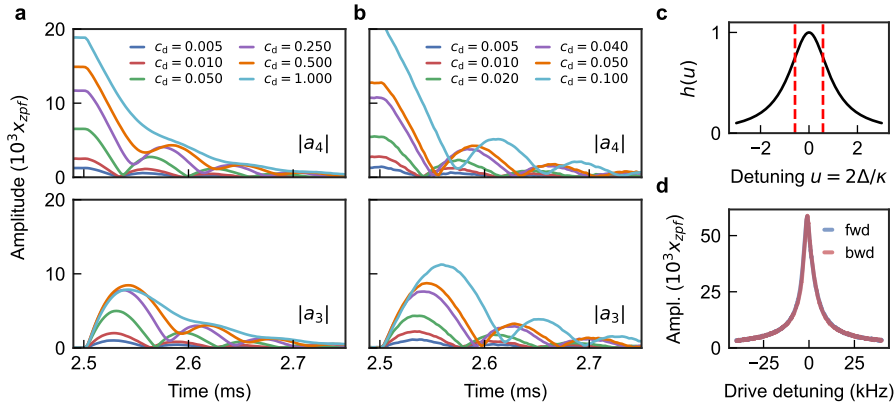 a
20
10
0
c_d = 0.005
c_d = 0.010
c_d = 0.050
c_d = 0.250
c_d = 0.500
c_d = 1.000
|a_4|
Amplitude (10^3 x_zpf)
20
10
0
|a_3|
2.5
2.6
2.7
Time (ms)
b
c_d = 0.005
c_d = 0.010
c_d = 0.020
c_d = 0.040
c_d = 0.050
c_d = 0.100
|a_4|
|a_3|
2.5
2.6
2.7
Time (ms)
c
h(u)
1
0
−2
0
2
Detuning u = 2Δ/κ
d
Ampl. (10^3 x_zpf)
50
25
0
fwd
bwd
−25
0
25
Drive detuning (kHz)